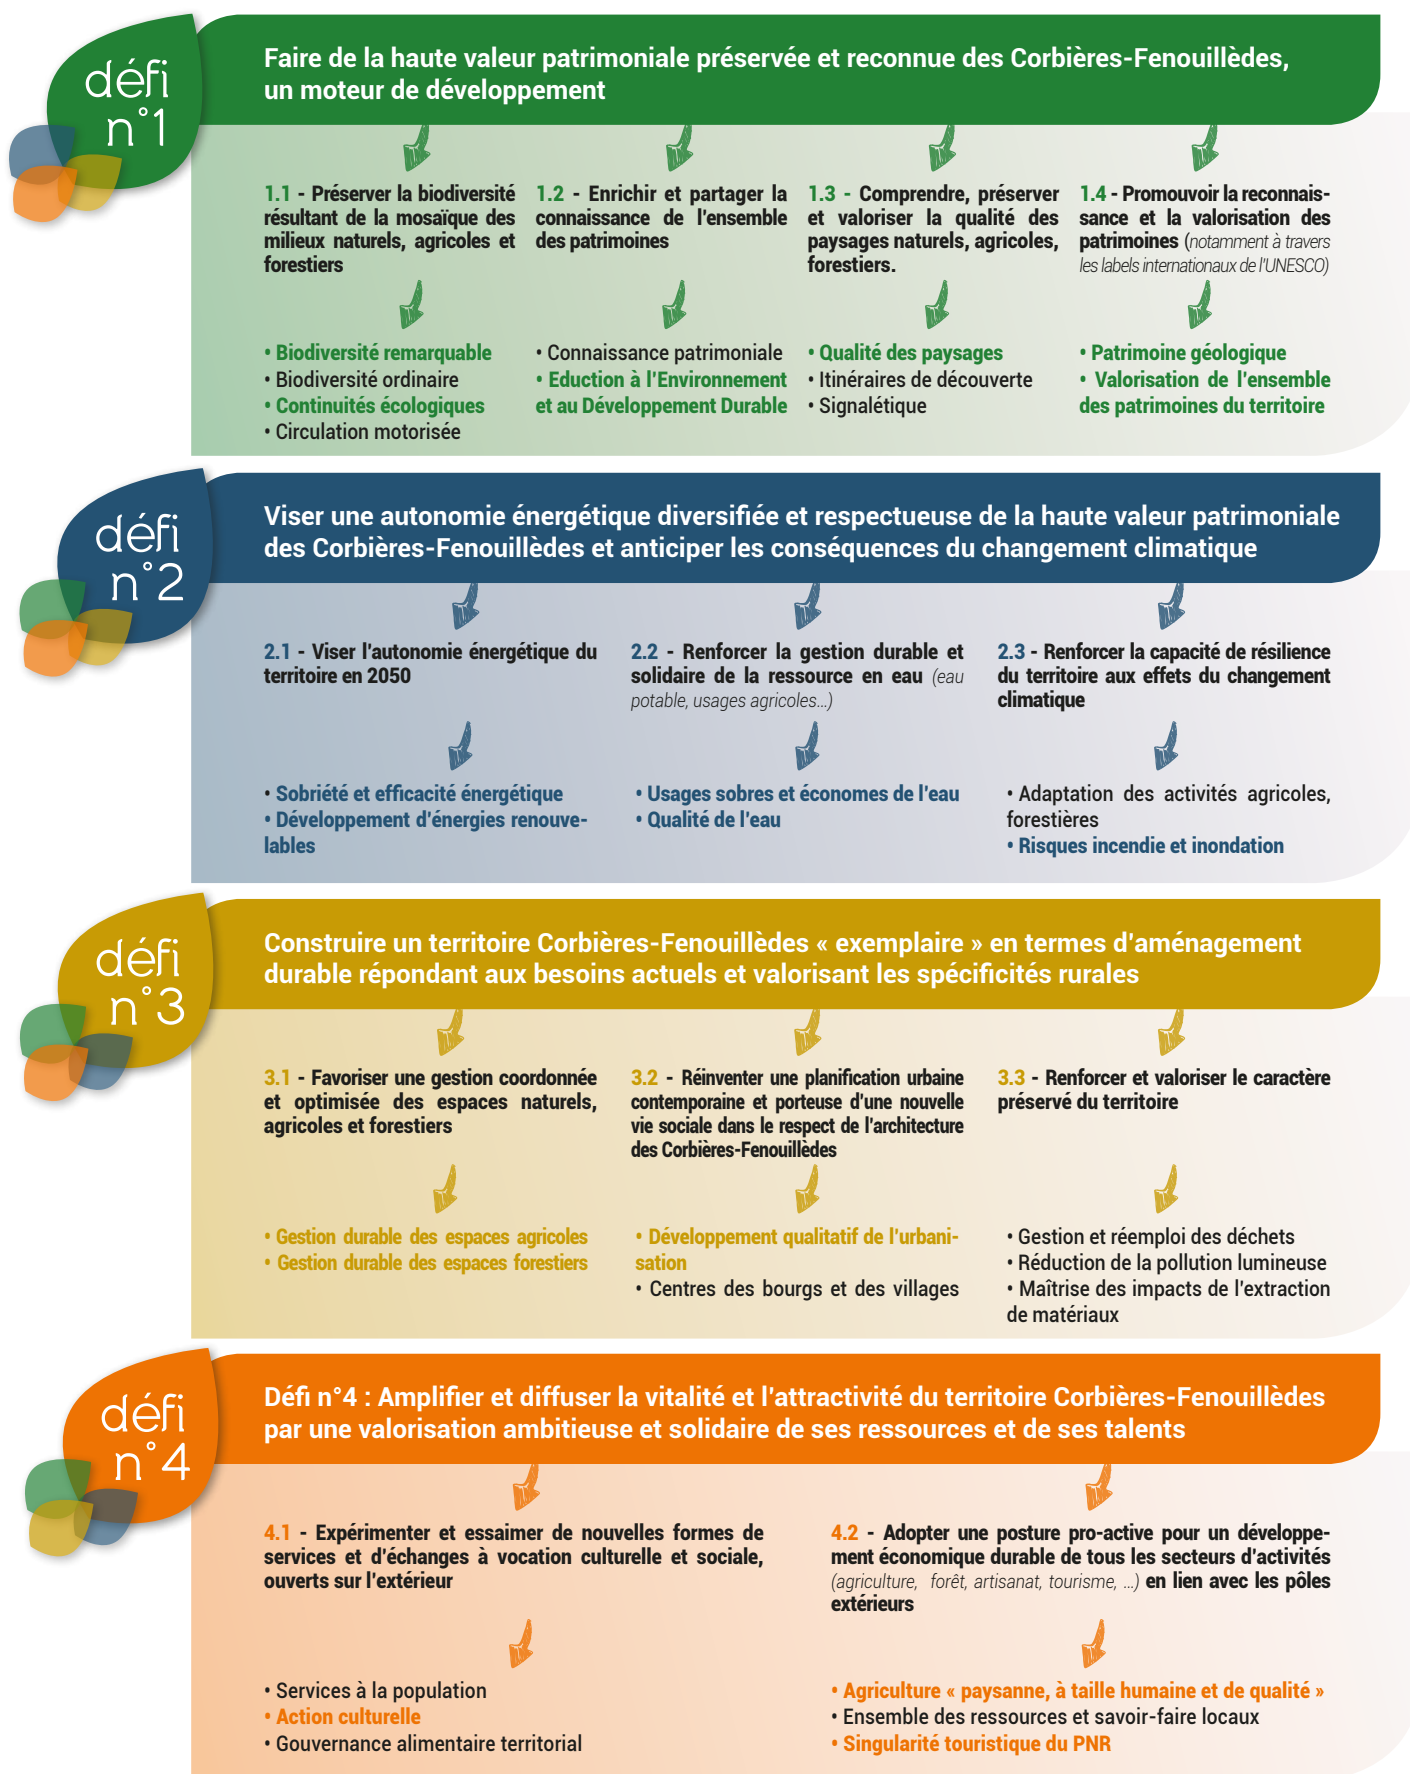 défi
n°1
Faire de la haute valeur patrimoniale préservée et reconnue des Corbières-Fenouillèdes,
un moteur de développement
1.1 - Préserver la biodiversité
résultant de la mosaïque des
milieux naturels, agricoles et
forestiers
1.2 - Enrichir et partager la
connaissance de l'ensemble
des patrimoines
1.3 - Comprendre, préserver
et valoriser la qualité des
paysages naturels, agricoles,
forestiers.
1.4 - Promouvoir la reconnais-
sance et la valorisation des
patrimoines (notamment à travers
les labels internationaux de l'UNESCO)
• Biodiversité remarquable
• Biodiversité ordinaire
• Continuités écologiques
• Circulation motorisée
• Connaissance patrimoniale
• Eduction à l'Environnement
et au Développement Durable
• Qualité des paysages
• Itinéraires de découverte
• Signalétique
• Patrimoine géologique
• Valorisation de l'ensemble
des patrimoines du territoire
défi
n°2
Viser une autonomie énergétique diversifiée et respectueuse de la haute valeur patrimoniale
des Corbières-Fenouillèdes et anticiper les conséquences du changement climatique
2.1 - Viser l'autonomie énergétique du
territoire en 2050
2.2 - Renforcer la gestion durable et
solidaire de la ressource en eau (eau
potable, usages agricoles...)
2.3 - Renforcer la capacité de résilience
du territoire aux effets du changement
climatique
• Sobriété et efficacité énergétique
• Développement d'énergies renouve-
lables
• Usages sobres et économes de l'eau
• Qualité de l'eau
• Adaptation des activités agricoles,
forestières
• Risques incendie et inondation
défi
n°3
Construire un territoire Corbières-Fenouillèdes « exemplaire » en termes d'aménagement
durable répondant aux besoins actuels et valorisant les spécificités rurales
3.1 - Favoriser une gestion coordonnée
et optimisée des espaces naturels,
agricoles et forestiers
3.2 - Réinventer une planification urbaine
contemporaine et porteuse d'une nouvelle
vie sociale dans le respect de l'architecture
des Corbières-Fenouillèdes
3.3 - Renforcer et valoriser le caractère
préservé du territoire
• Gestion durable des espaces agricoles
• Gestion durable des espaces forestiers
• Développement qualitatif de l'urbani-
sation
• Centres des bourgs et des villages
• Gestion et réemploi des déchets
• Réduction de la pollution lumineuse
• Maîtrise des impacts de l'extraction
de matériaux
défi
n°4
Défi n°4 : Amplifier et diffuser la vitalité et l'attractivité du territoire Corbières-Fenouillèdes
par une valorisation ambitieuse et solidaire de ses ressources et de ses talents
4.1 - Expérimenter et essaimer de nouvelles formes de
services et d'échanges à vocation culturelle et sociale,
ouverts sur l'extérieur
4.2 - Adopter une posture pro-active pour un développe-
ment économique durable de tous les secteurs d'activités
(agriculture, forêt, artisanat, tourisme, ...) en lien avec les pôles
extérieurs
• Services à la population
• Action culturelle
• Gouvernance alimentaire territorial
• Agriculture « paysanne, à taille humaine et de qualité »
• Ensemble des ressources et savoir-faire locaux
• Singularité touristique du PNR